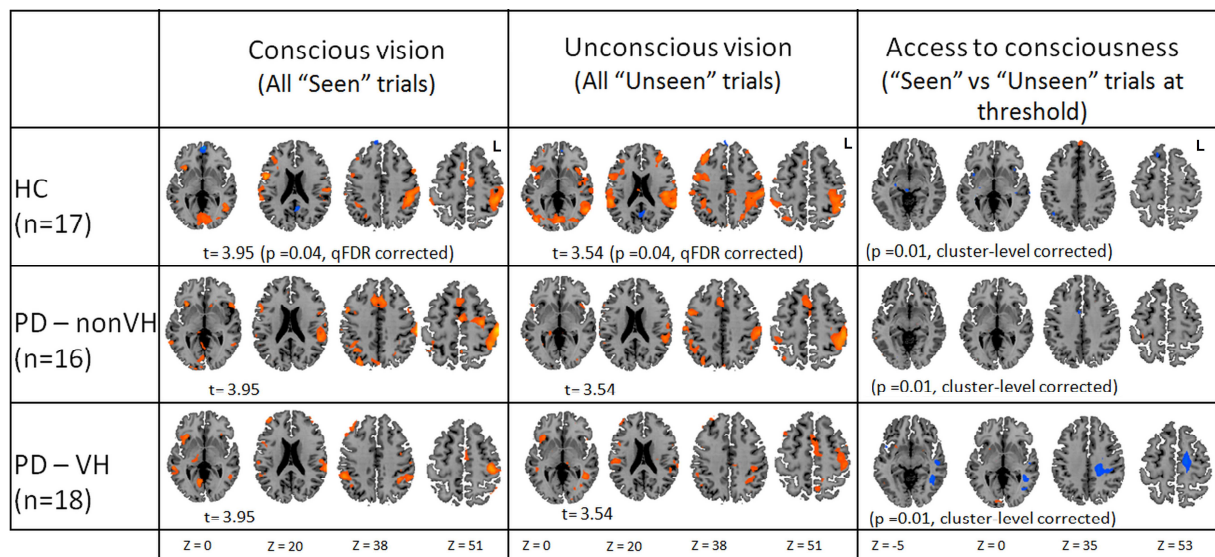 Conscious vision
(All “Seen” trials)
Unconscious vision
(All “Unseen” trials)
Access to consciousness
(“Seen” vs “Unseen” trials at
threshold)
HC
(n=17)
L
L
L
t= 3.95 (p =0.04, qFDR corrected)
t= 3.54 (p =0.04, qFDR corrected)
(p =0.01, cluster-level corrected)
PD – nonVH
(n=16)
t= 3.95
t= 3.54
(p =0.01, cluster-level corrected)
PD – VH
(n=18)
t= 3.95
t= 3.54
(p =0.01, cluster-level corrected)
Z = 0 Z = 20 Z = 38 Z = 51 Z = 0 Z = 20 Z = 38 Z = 51 Z = -5 Z = 0 Z = 35 Z = 53